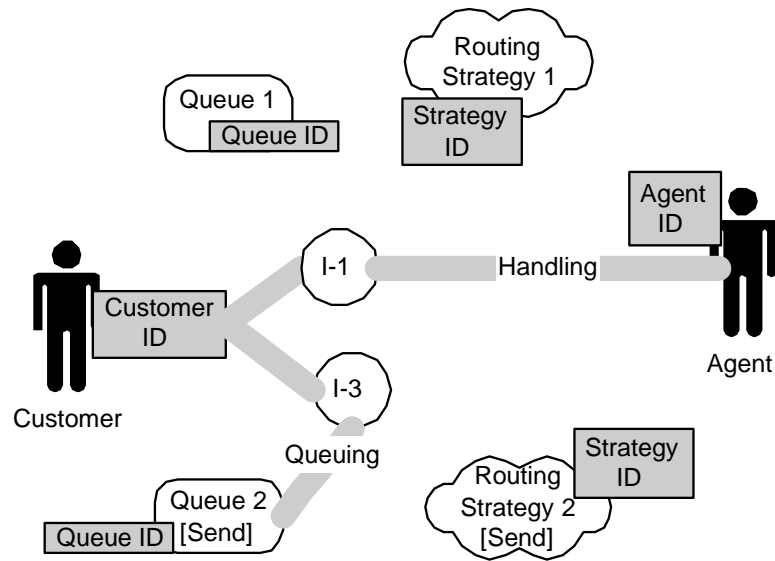 Routing
Strategy 1
Queue 1
Queue ID
Strategy
ID
Agent
ID
I-1
Handling
Customer
ID
Agent
I-3
Customer
Queuing
Strategy
ID
Routing
Strategy 2
[Send]
Queue 2
[Send]
Queue ID